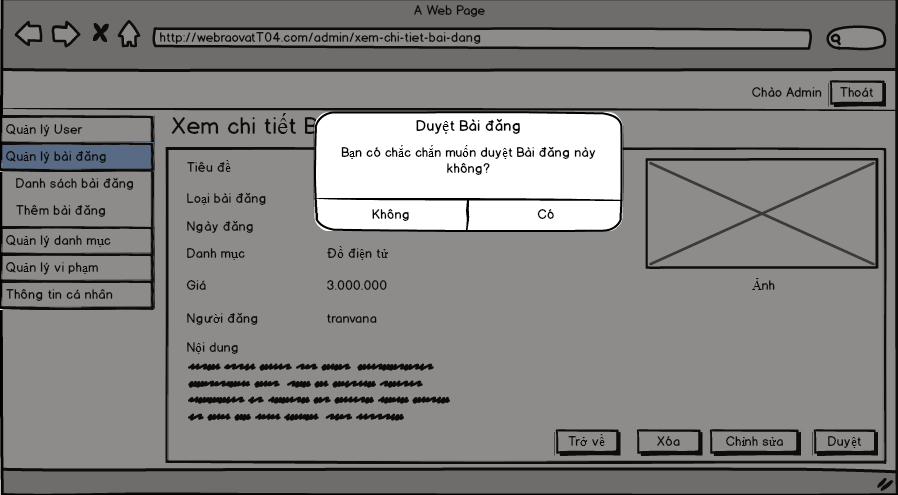 A Web Page
http://webraovatT04.com/admin/xem-chi-tiet-bai-dang
Chào Admin
Thoát
Quản lý User
Quản lý bài đăng
Danh sách bài đăng
Thêm bài đăng
Quản lý danh mục
Quản lý vi phạm
Thông tin cá nhân
Xem chi tiết B
Duyệt Bài đăng
Bạn có chắc chắn muốn duyệt Bài đăng này
không?
Không
Có
Tiêu đề
Loại bài đăng
Ngày đăng
Danh mục Đồ điện tử
Giá 3.000.000
Người đăng tranvana
Nội dung
Ảnh
Trở về
Xóa
Chỉnh sửa
Duyệt